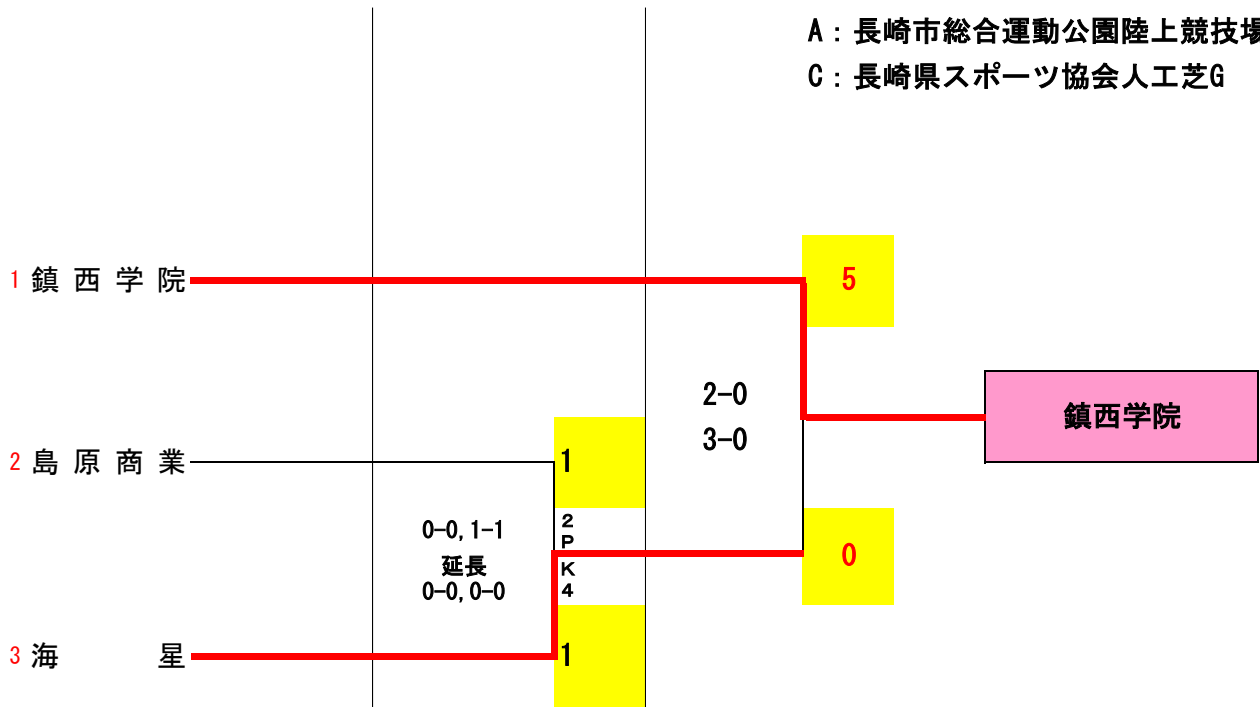 A：長崎市総合運動公園陸上競技場
C：長崎県スポーツ協会人工芝G
1 鎮西学院
5
2-0
3-0
鎮西学院
2 島原商業
1
0-0,1-1
延長
0-0,0-0
2
P
K
4
0
3 海星
1